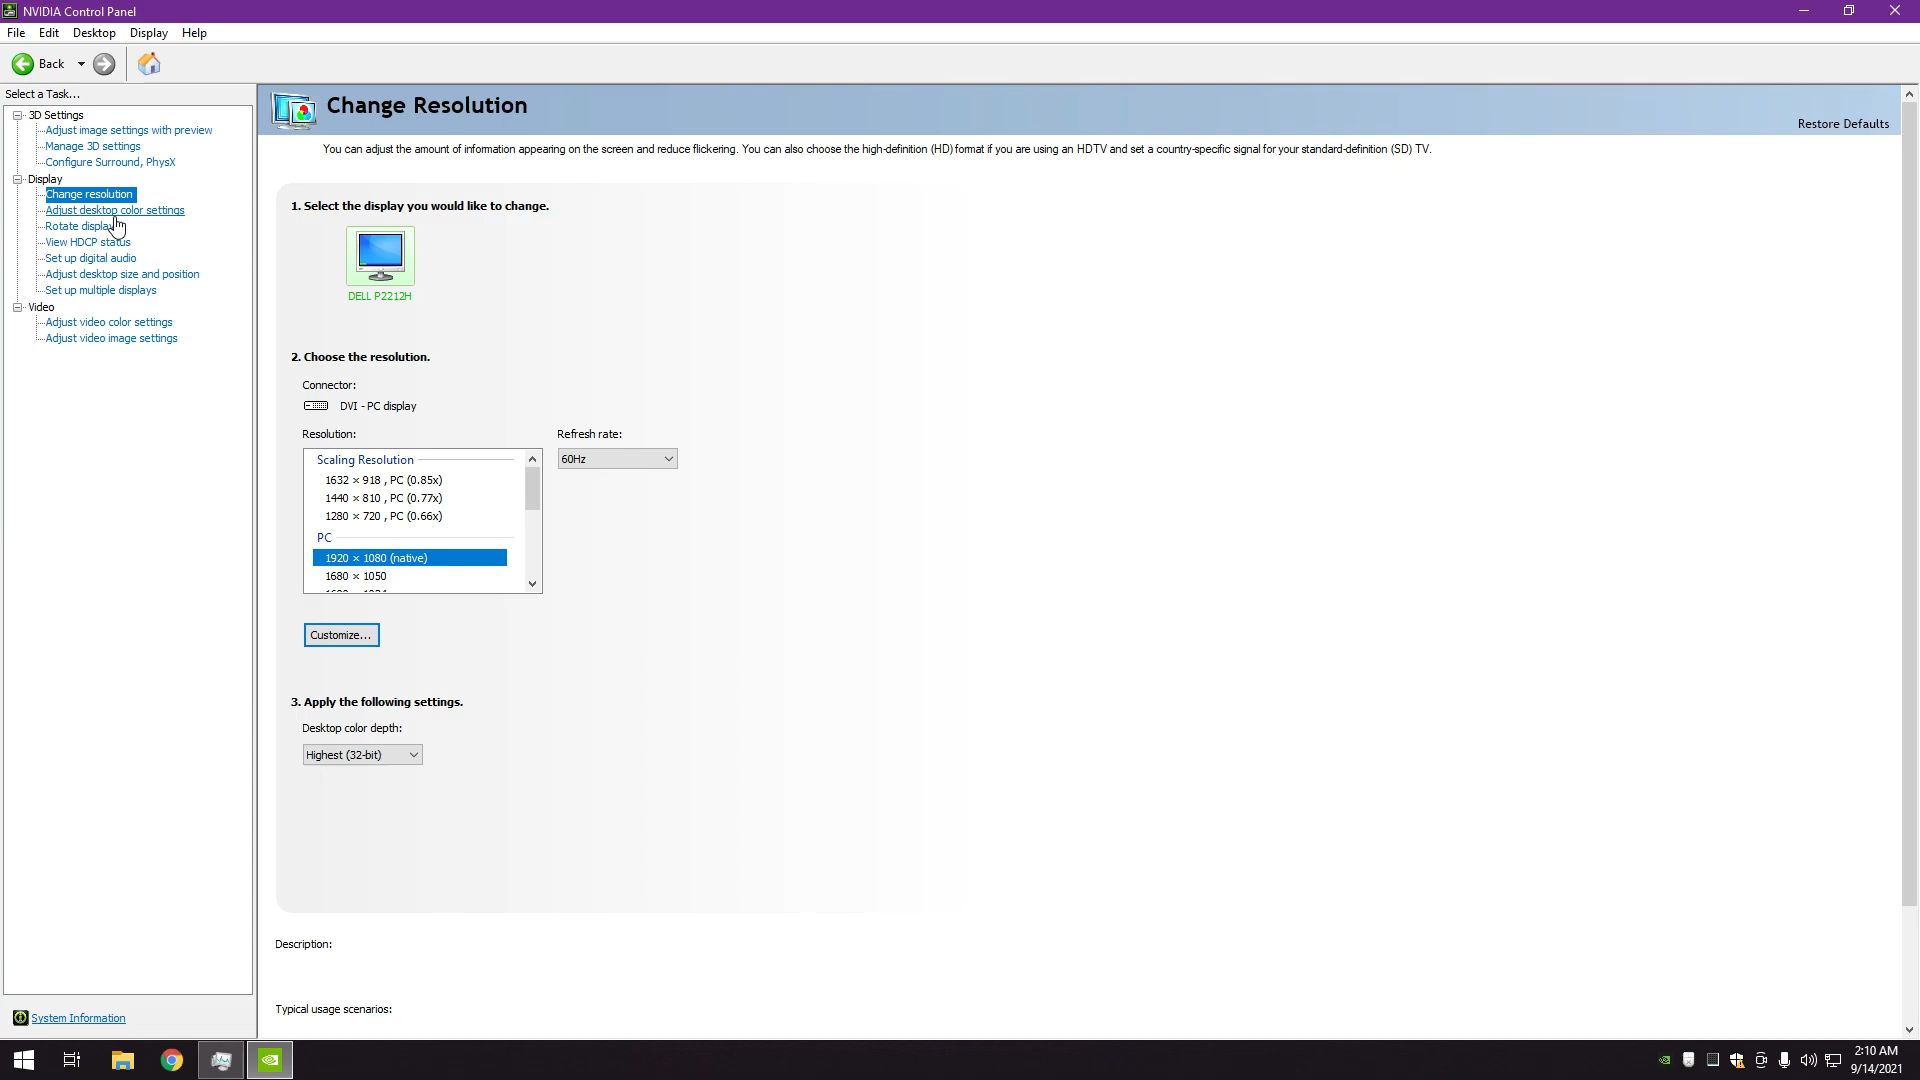 NVIDIA Control Panel
File Edit Desktop Display Help
Back
Select a Task...
3D Settings
Adjust image settings with preview
Manage 3D settings
Configure Surround, PhysX
Display
Change resolution
Adjust desktop color settings
Rotate display
View HDCP status
Set up digital audio
Adjust desktop size and position
Set up multiple displays
Video
Adjust video color settings
Adjust video image settings
System Information
Change Resolution
Restore Defaults
You can adjust the amount of information appearing on the screen and reduce flickering. You can also choose the high-definition (HD) format if you are using an HDTV and set a country-specific signal for your standard-definition (SD) TV.
1. Select the display you would like to change.
DELL P2212H
2. Choose the resolution.
Connector:
DVI - PC display
Resolution:
Refresh rate:
60Hz
Scaling Resolution
1632 × 918 , PC (0.85x)
1440 × 810 , PC (0.77x)
1280 × 720 , PC (0.66x)
PC
1920 × 1080 (native)
1680 × 1050
Customize...
3. Apply the following settings.
Desktop color depth:
Highest (32-bit)
Description:
Typical usage scenarios:
2:10 AM
9/14/2021